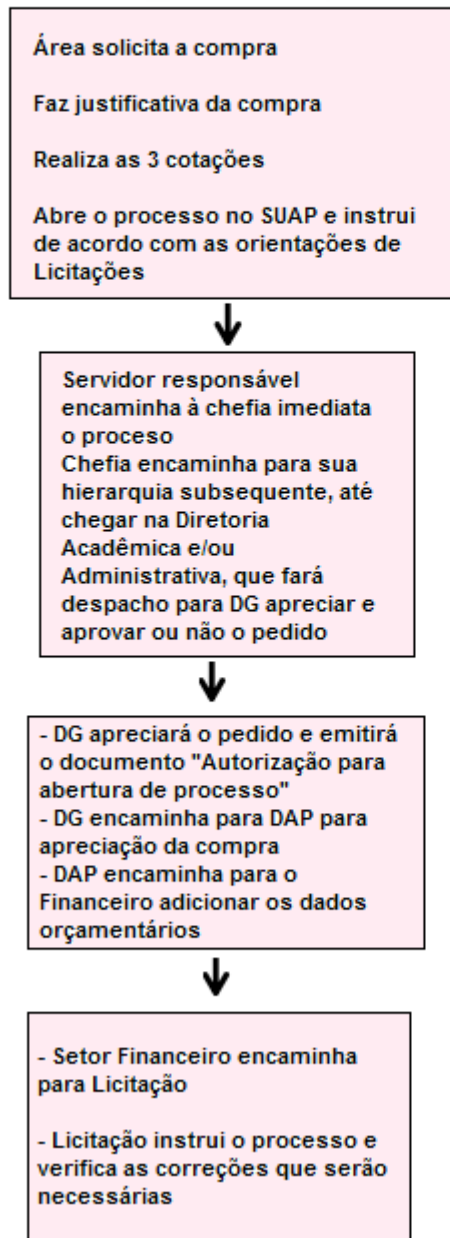 Área solicita a compra
Faz justificativa da compra
Realiza as 3 cotações
Abre o processo no SUAP e instrui
de acordo com as orientações de
Licitações
Servidor responsável
encaminha à chefia imediata
o proceso
Chefia encaminha para sua
hierarquia subsequente, até
chegar na Diretoria
Acadêmica e/ou
Administrativa, que fará
despacho para DG apreciar e
aprovar ou não o pedido
- DG apreciará o pedido e emitirá
o documento "Autorização para
abertura de processo"
- DG encaminha para DAP para
apreciação da compra
- DAP encaminha para o
Financeiro adicionar os dados
orçamentários
- Setor Financeiro encaminha
para Licitação
- Licitação instrui o processo e
verifica as correções que serão
necessárias